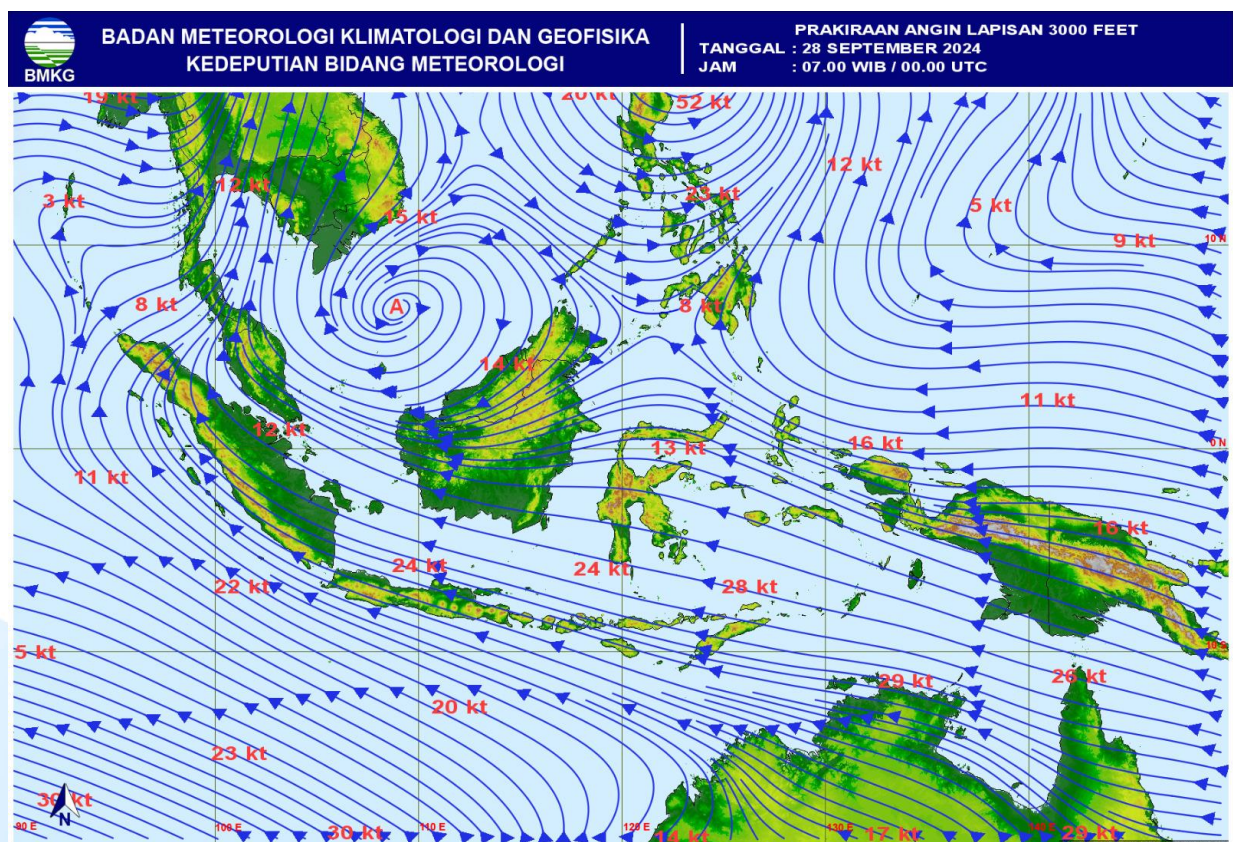 BMKG
BADAN METEOROLOGI KLIMATOLOGI DAN GEOFISIKA
KEDEPUTIAN BIDANG METEOROLOGI
PRAKIRAAN ANGIN LAPISAN 3000 FEET
TANGGAL : 28 SEPTEMBER 2024
JAM : 07.00 WIB / 00.00 UTC
19 kt
20 kt
52 kt
12 kt
12 kt
23 kt
3 kt
15 kt
5 kt
9 kt
10 N
8 kt
A
8 kt
14 kt
11 kt
12 kt
13 kt
16 kt
0 N
11 kt
18 kt
22 kt
24 kt
24 kt
28 kt
5 kt
10 S
29 kt
26 kt
20 kt
23 kt
30 kt
N
90 E
100 E
30 kt
110 E
120 E
14 kt
130 E
17 kt
140 E
29 kt